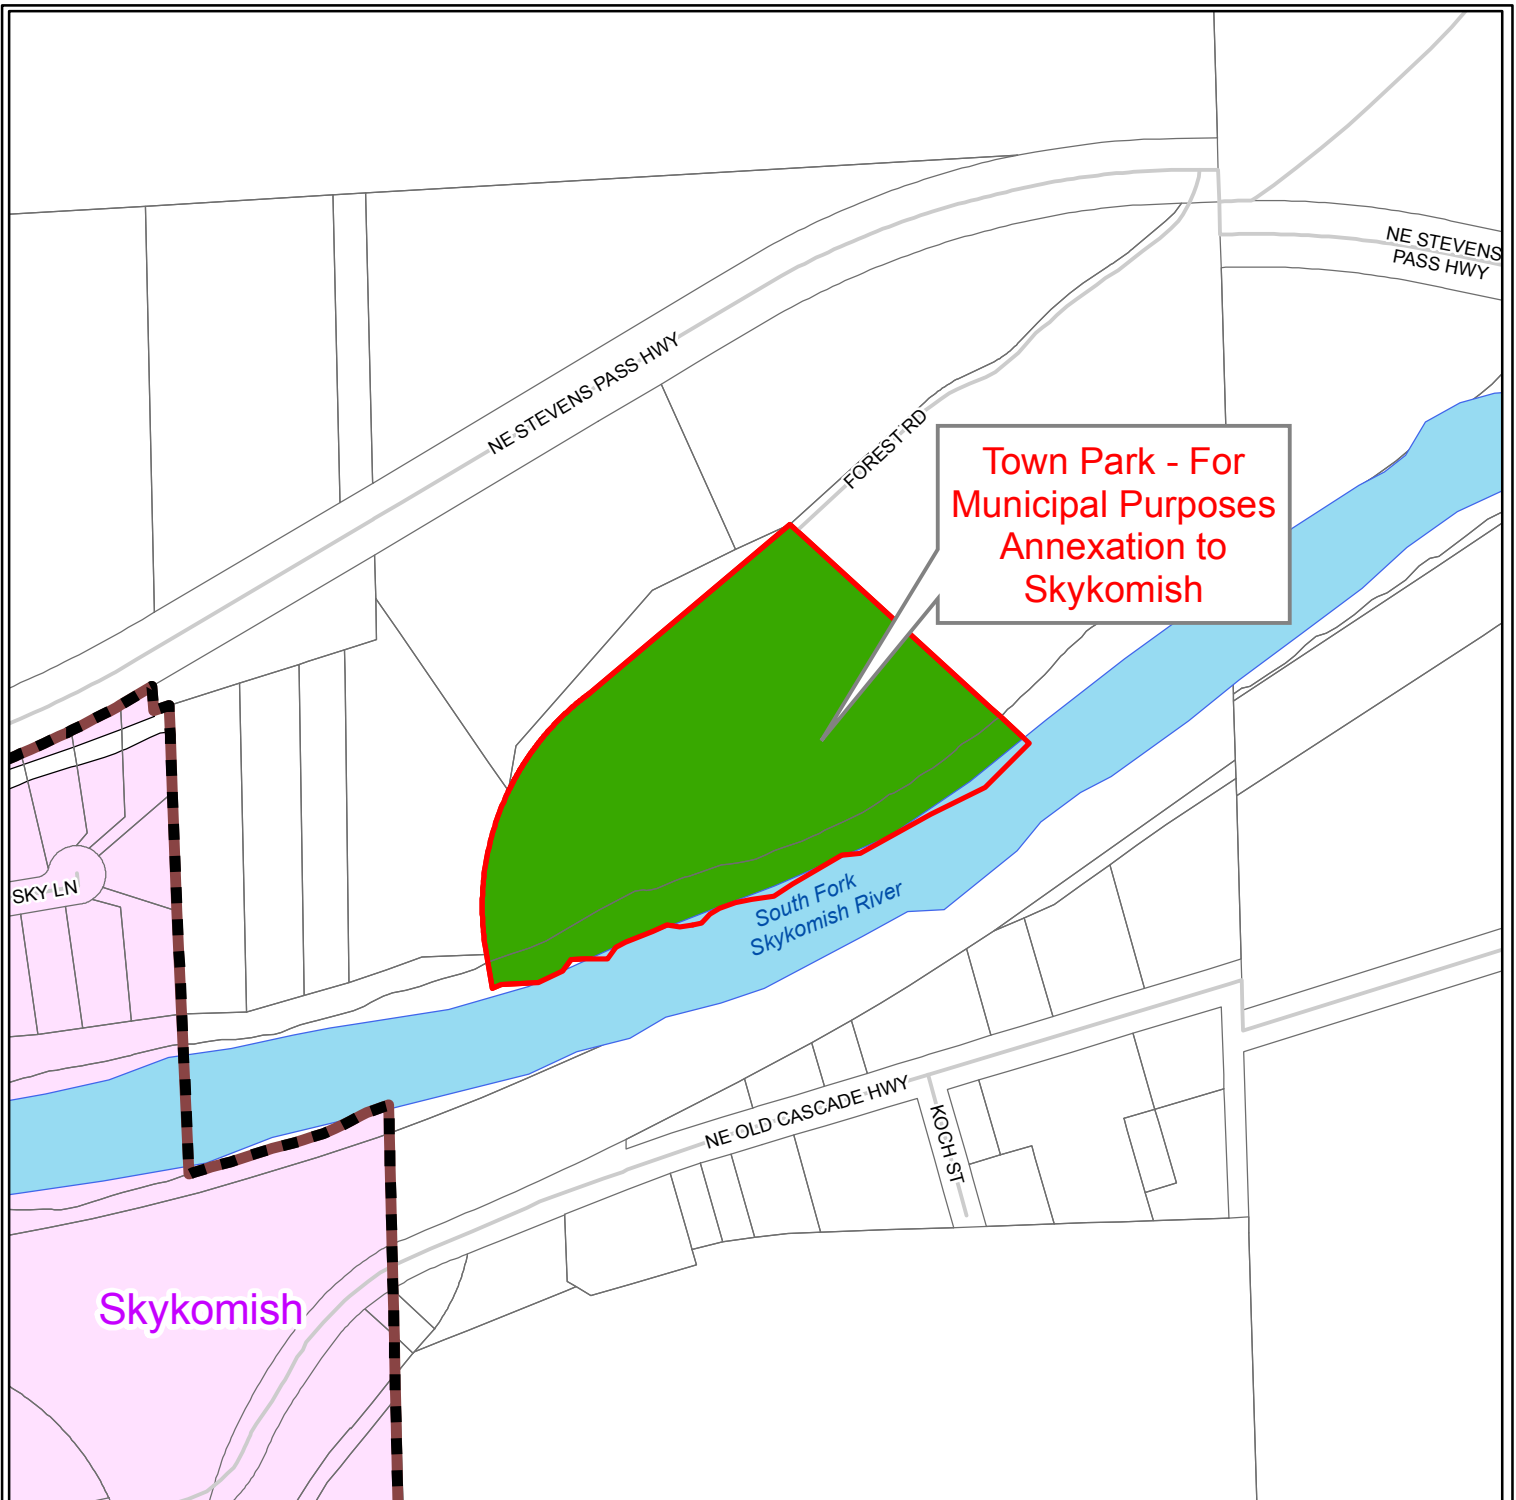 NE STEVENS
PASS HWY
NE STEVENS PASS HWY
FOREST RD
Town Park - For
Municipal Purposes
Annexation to
Skykomish
SKY LN
South Fork
Skykomish River
NE OLD CASCADE HWY
KOCH ST
Skykomish